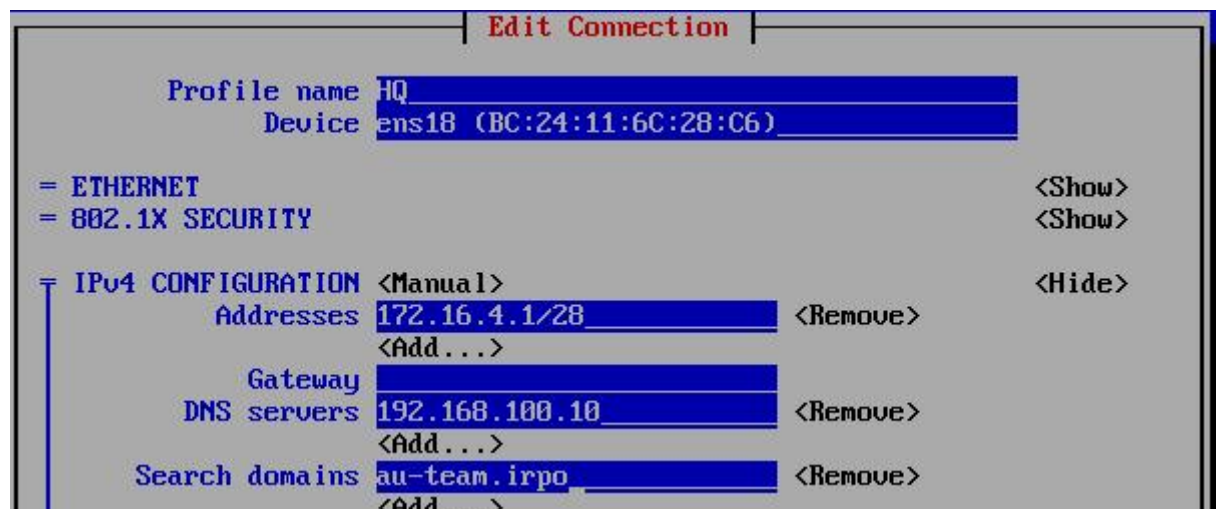 Edit Connection
Profile name HQ
Device ens18 (BC:24:11:6C:28:C6)
= ETHERNET <Show>
= 802.1X SECURITY <Show>
= IPv4 CONFIGURATION <Manual> <Hide>
Addresses 172.16.4.1/28 <Remove>
<Add...>
Gateway
DNS servers 192.168.100.10 <Remove>
<Add...>
Search domains au-team.irpo <Remove>
<Add...>